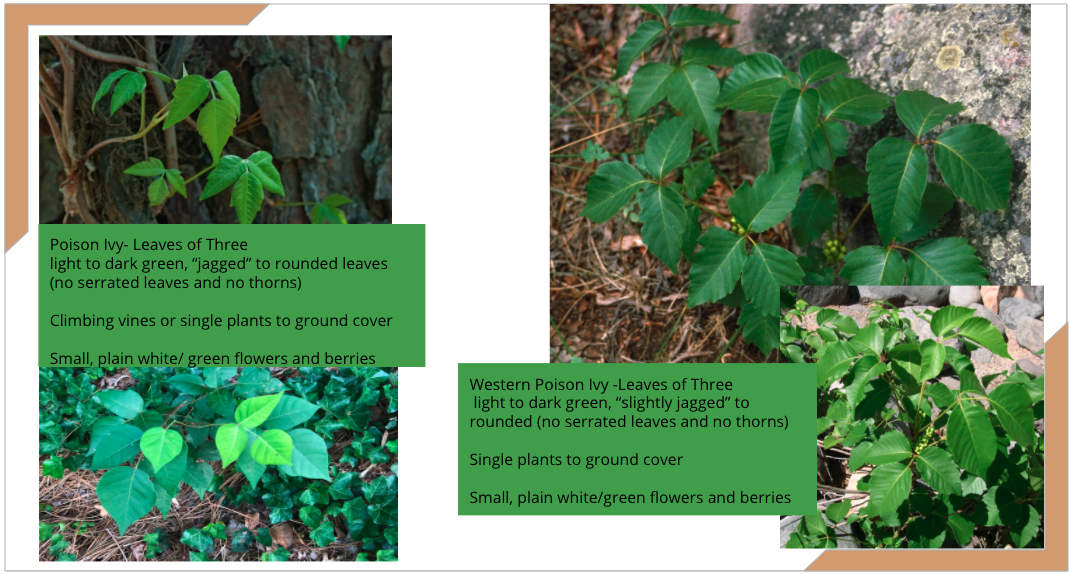 Poison Ivy- Leaves of Three
light to dark green, “jagged” to rounded leaves
(no serrated leaves and no thorns)
Climbing vines or single plants to ground cover
Small, plain white/ green flowers and berries
Western Poison Ivy -Leaves of Three
light to dark green, “slightly jagged” to
rounded (no serrated leaves and no thorns)
Single plants to ground cover
Small, plain white/green flowers and berries